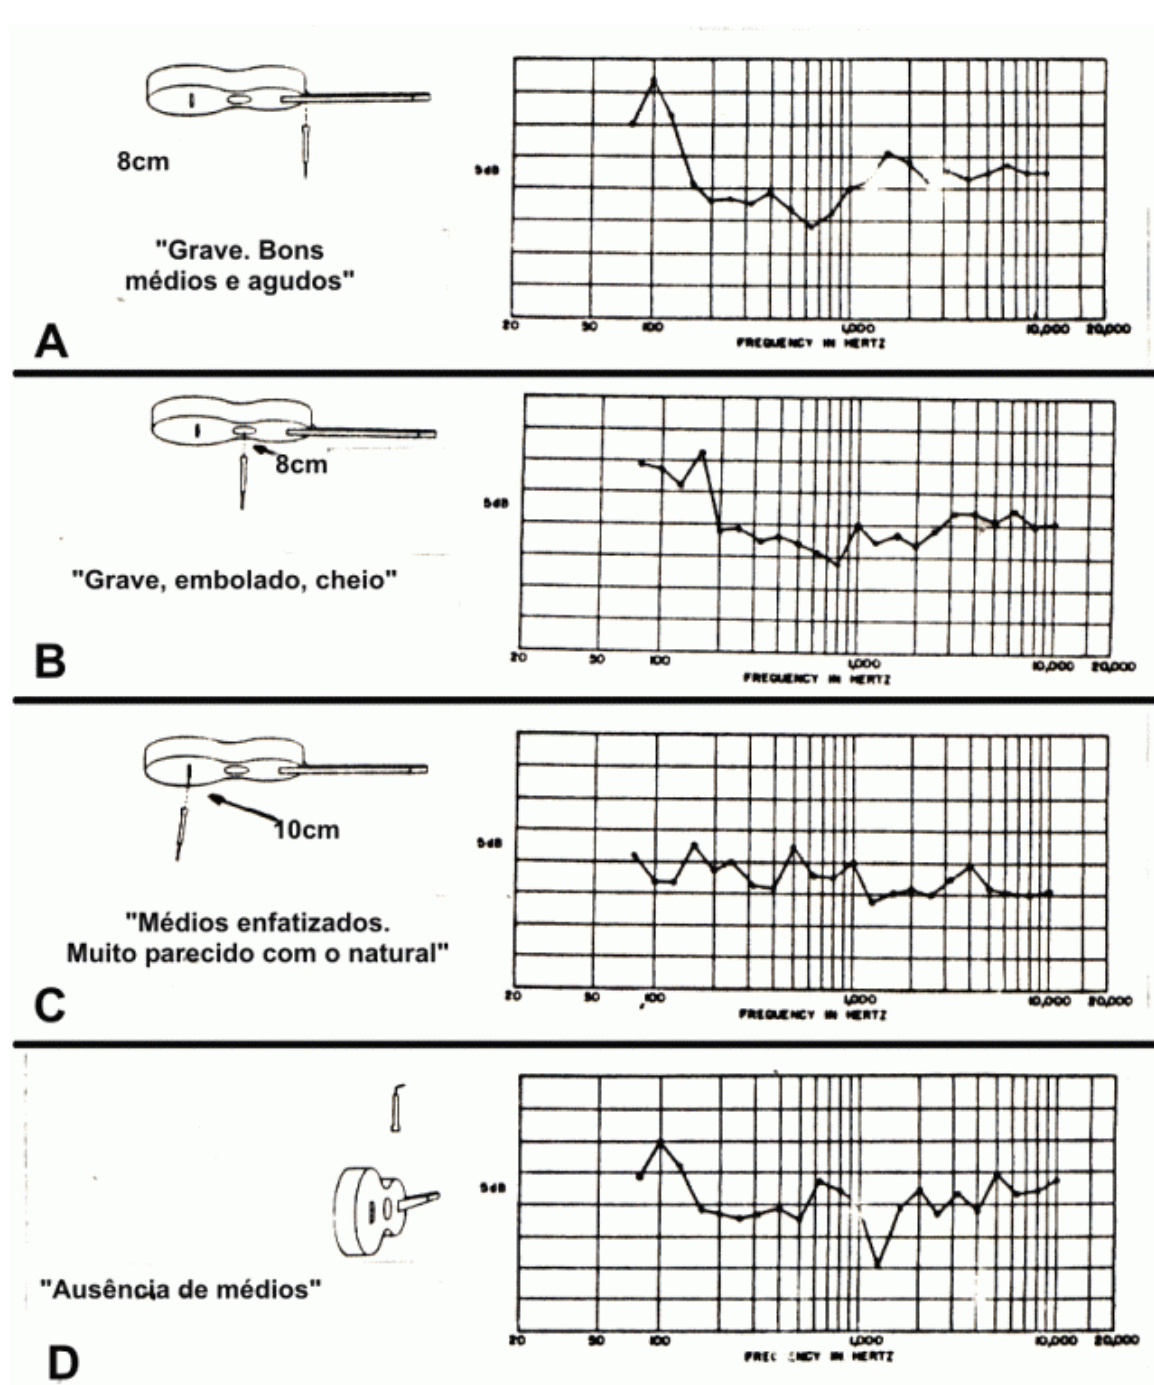 8cm
"Grave. Bons
médios e agudos"
A
5dB
20 50 100 1,000 10,000 20,000
FREQUENCY IN HERTZ
8cm
"Grave, embolado, cheio"
B
5dB
20 50 100 1,000 10,000 20,000
FREQUENCY IN HERTZ
10cm
"Médios enfatizados.
Muito parecido com o natural"
C
5dB
20 50 100 1,000 10,000 20,000
FREQUENCY IN HERTZ
"Ausência de médios"
D
5dB
20 50 100 1,000 10,000 20,000
IN HERTZ